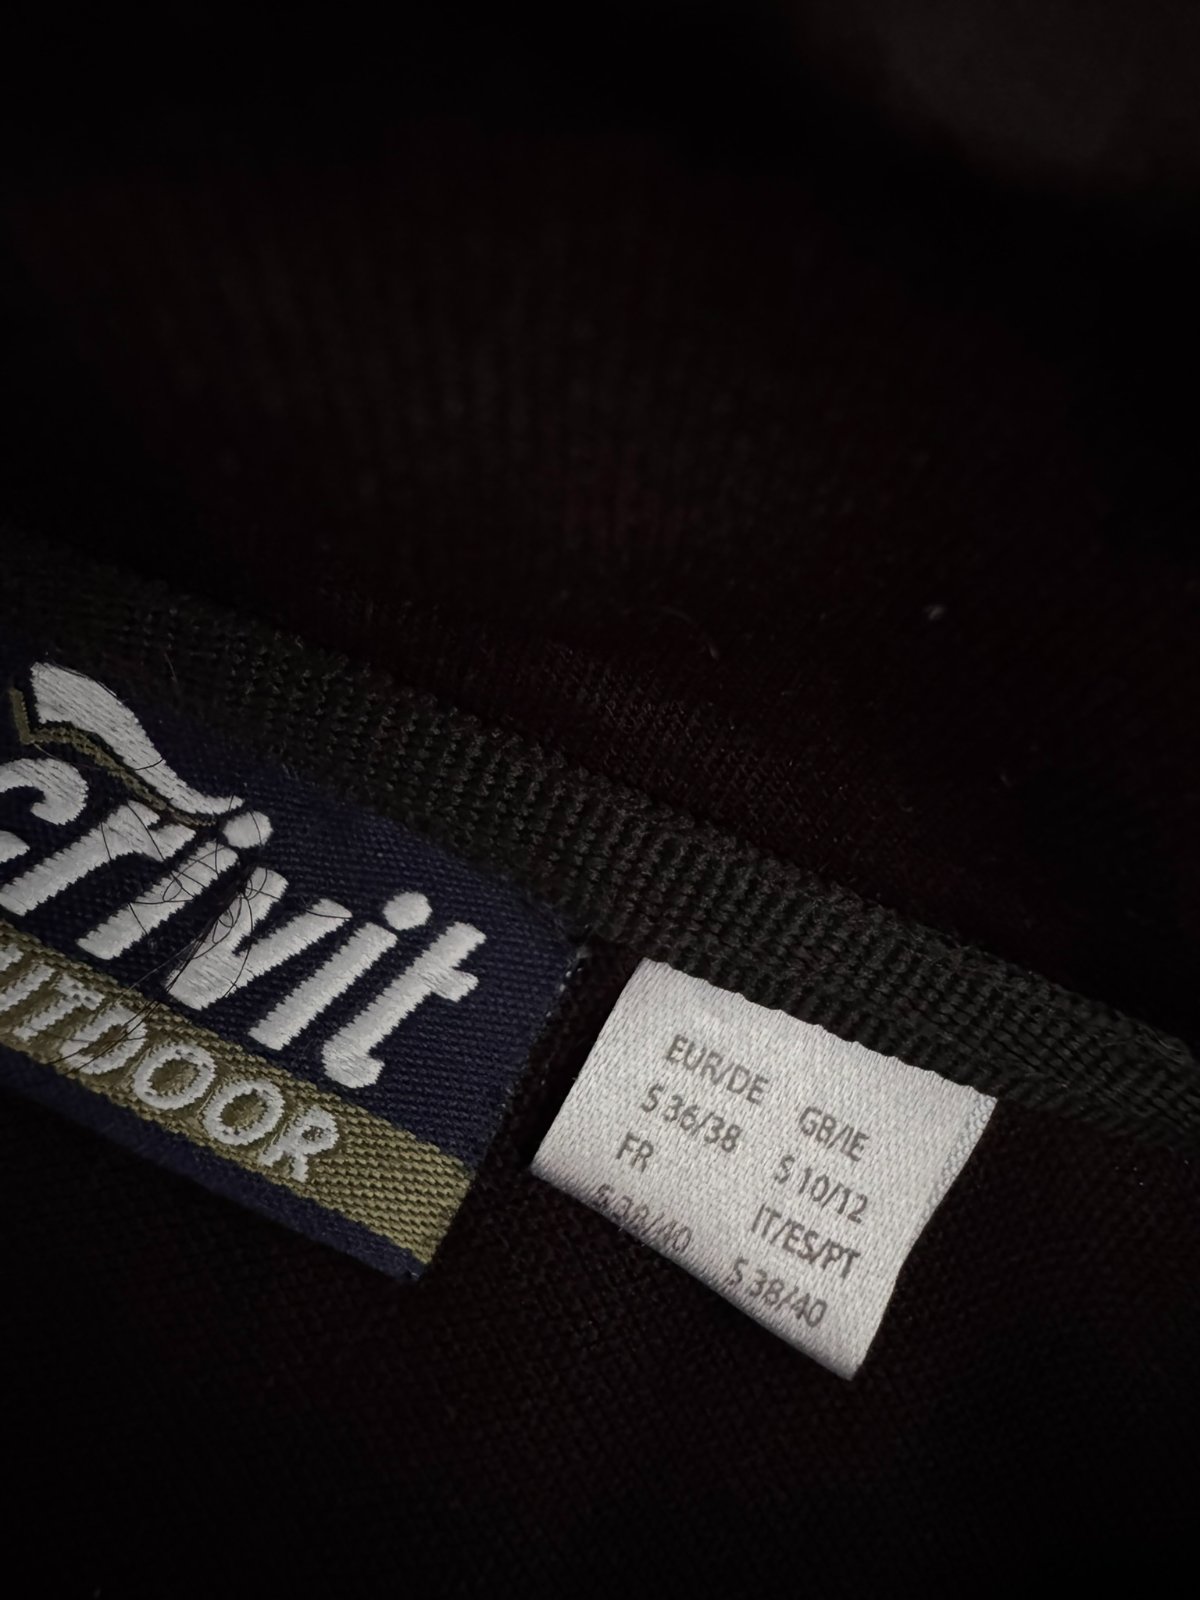 crivit
UTDOOR
EUR/DE GB/IE
S 36/38 S 10/12
FR IT/ES/PT
S 38/40 S 38/40